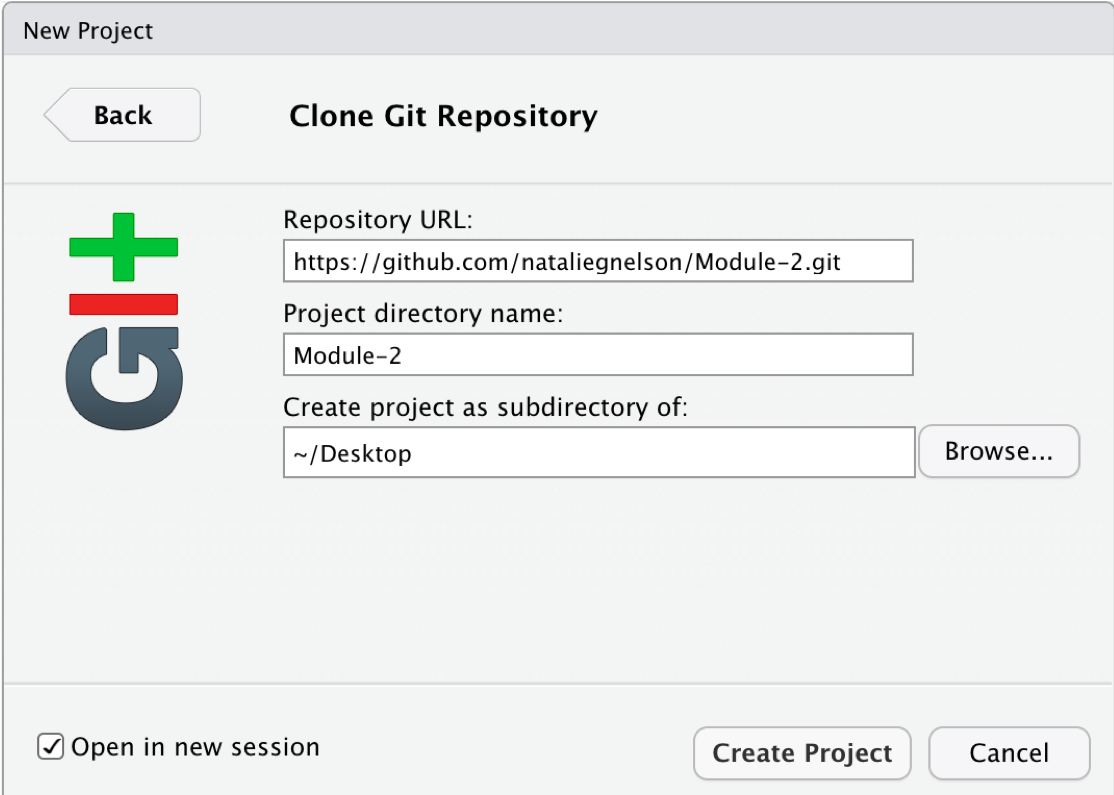 New Project
Back
Clone Git Repository
GIT
Repository URL:
https://github.com/nataliegnelson/Module-2.git
Project directory name:
Module-2
Create project as subdirectory of:
~/Desktop
Browse...
Open in new session
Create Project
Cancel